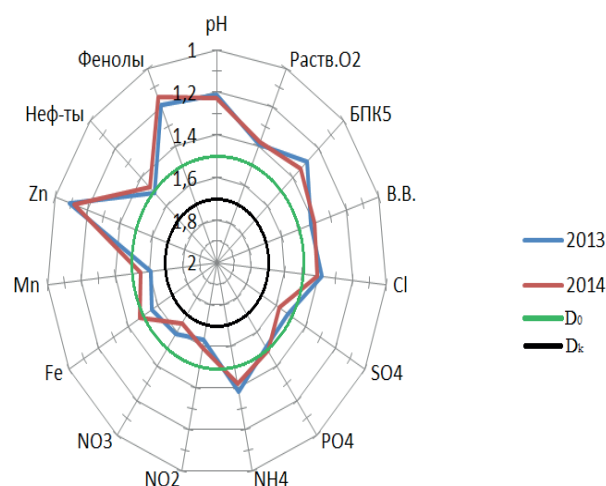 pH
Раств.О2
БПК5
В.В.
Cl
SO4
PO4
NH4
NO2
NO3
Fe
Mn
Zn
Неф-ты
Фенолы
1
1,2
1,4
1,6
1,8
2
2013
2014
D₀
Dₖ